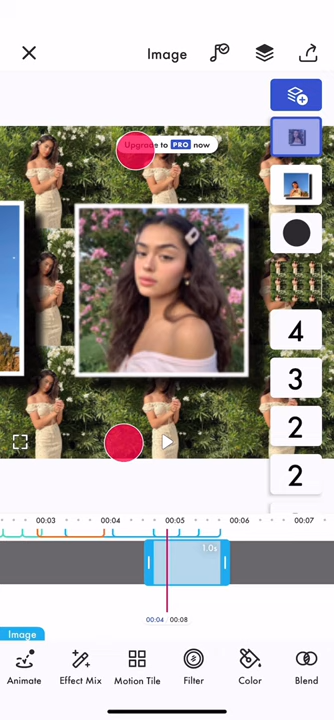 Image
Upgrade to PRO now
4
3
2
2
00:03
00:04
00:05
00:06
00:07
1.0s
00:04
00:08
Image
Animate
Effect Mix
Motion Tile
Filter
Color
Blend